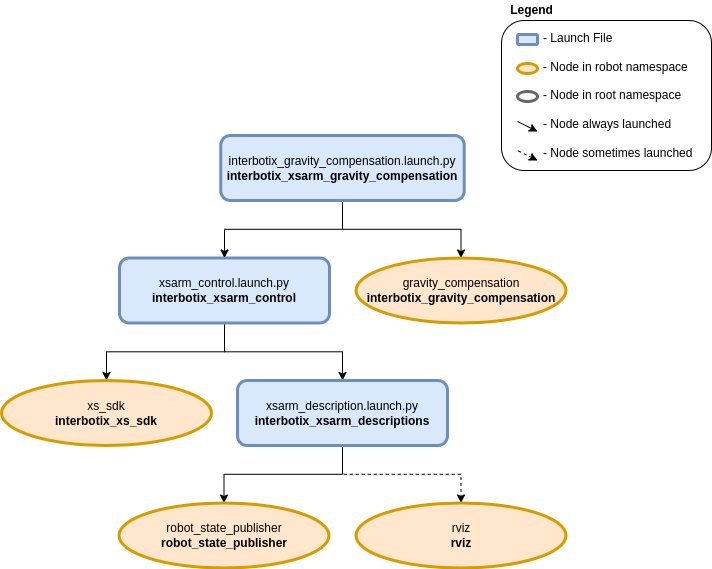 Legend
- Launch File
- Node in robot namespace
- Node in root namespace
- Node always launched
- Node sometimes launched
interbotix_gravity_compensation.launch.py
interbotix_xsarm_gravity_compensation
xsarm_control.launch.py
interbotix_xsarm_control
gravity_compensation
interbotix_gravity_compensation
xs_sdk
interbotix_xs_sdk
xsarm_description.launch.py
interbotix_xsarm_descriptions
robot_state_publisher
robot_state_publisher
rviz
rviz